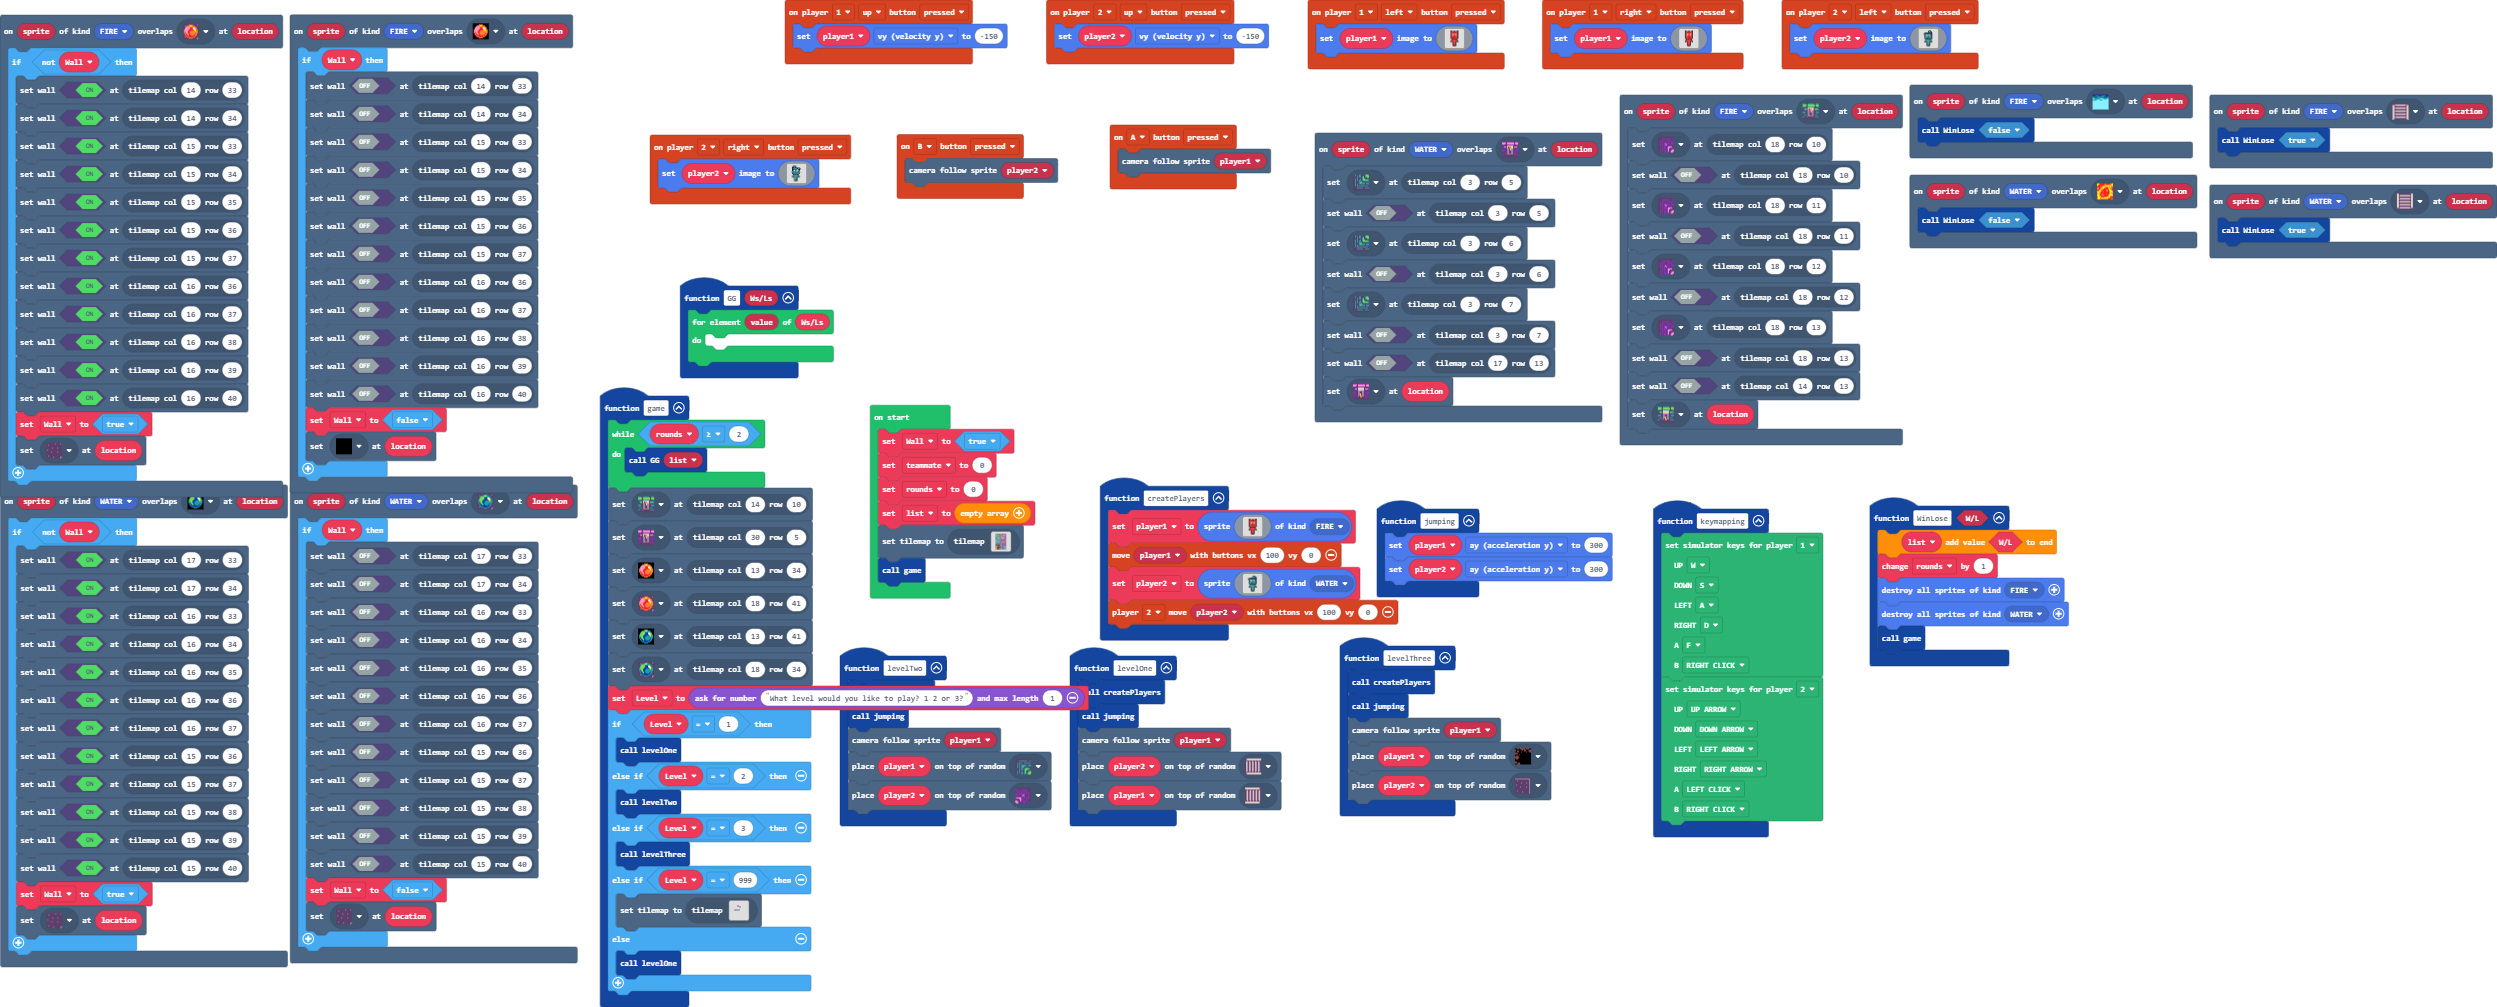 on sprite of kind FIRE overlaps at location
if not Wall then
set wall ON at tilemap col 14 row 33
set wall ON at tilemap col 14 row 34
set wall ON at tilemap col 15 row 33
set wall ON at tilemap col 15 row 34
set wall ON at tilemap col 15 row 35
set wall ON at tilemap col 15 row 36
set wall ON at tilemap col 15 row 37
set wall ON at tilemap col 16 row 36
set wall ON at tilemap col 16 row 37
set wall ON at tilemap col 16 row 38
set wall ON at tilemap col 16 row 39
set wall ON at tilemap col 16 row 40
set Wall to true
set at location
on sprite of kind FIRE overlaps at location
if Wall then
set wall OFF at tilemap col 14 row 33
set wall OFF at tilemap col 14 row 34
set wall OFF at tilemap col 15 row 33
set wall OFF at tilemap col 15 row 34
set wall OFF at tilemap col 15 row 35
set wall OFF at tilemap col 15 row 36
set wall OFF at tilemap col 15 row 37
set wall OFF at tilemap col 16 row 36
set wall OFF at tilemap col 16 row 37
set wall OFF at tilemap col 16 row 38
set wall OFF at tilemap col 16 row 39
set wall OFF at tilemap col 16 row 40
set Wall to false
set at location
on sprite of kind WATER overlaps at location
if not Wall then
set wall ON at tilemap col 17 row 33
set wall ON at tilemap col 17 row 34
set wall ON at tilemap col 16 row 33
set wall ON at tilemap col 16 row 34
set wall ON at tilemap col 16 row 35
set wall ON at tilemap col 16 row 36
set wall ON at tilemap col 16 row 37
set wall ON at tilemap col 15 row 36
set wall ON at tilemap col 15 row 37
set wall ON at tilemap col 15 row 38
set wall ON at tilemap col 15 row 39
set wall ON at tilemap col 15 row 40
set Wall to true
set at location
on sprite of kind WATER overlaps at location
if Wall then
set wall OFF at tilemap col 17 row 33
set wall OFF at tilemap col 17 row 34
set wall OFF at tilemap col 16 row 33
set wall OFF at tilemap col 16 row 34
set wall OFF at tilemap col 16 row 35
set wall OFF at tilemap col 16 row 36
set wall OFF at tilemap col 16 row 37
set wall OFF at tilemap col 15 row 36
set wall OFF at tilemap col 15 row 37
set wall OFF at tilemap col 15 row 38
set wall OFF at tilemap col 15 row 39
set wall OFF at tilemap col 15 row 40
set Wall to false
set at location
on player 1 up button pressed
set player1 vy (velocity y) to -150
on player 2 up button pressed
set player2 vy (velocity y) to -150
on player 1 left button pressed
set player1 image to
on player 1 right button pressed
set player1 image to
on player 2 left button pressed
set player2 image to
on player 2 right button pressed
set player2 image to
on B button pressed
camera follow sprite player2
on A button pressed
camera follow sprite player1
on sprite of kind WATER overlaps at location
set at tilemap col 3 row 5
set wall OFF at tilemap col 3 row 5
set at tilemap col 3 row 6
set wall OFF at tilemap col 3 row 6
set at tilemap col 3 row 7
set wall OFF at tilemap col 3 row 7
set wall OFF at tilemap col 17 row 13
set at location
on sprite of kind FIRE overlaps at location
set at tilemap col 18 row 10
set wall OFF at tilemap col 18 row 10
set at tilemap col 18 row 11
set wall OFF at tilemap col 18 row 11
set at tilemap col 18 row 12
set wall OFF at tilemap col 18 row 12
set at tilemap col 18 row 13
set wall OFF at tilemap col 18 row 13
set wall OFF at tilemap col 14 row 13
set at location
on sprite of kind FIRE overlaps at location
call WinLose false
on sprite of kind WATER overlaps at location
call WinLose false
on sprite of kind FIRE overlaps at location
call WinLose true
on sprite of kind WATER overlaps at location
call WinLose true
function GG Ws/Ls
for element value of Ws/Ls
do
function game
while rounds ≥ 2
do call GG list
set at tilemap col 14 row 10
set at tilemap col 30 row 5
set at tilemap col 13 row 34
set at tilemap col 18 row 41
set at tilemap col 13 row 41
set at tilemap col 18 row 34
set Level to ask for number "What level would you like to play? 1 2 or 3?" and max length 1
if Level = 1 then
call levelOne
else if Level = 2 then
call levelTwo
else if Level = 3 then
call levelThree
else if Level = 999 then
set tilemap to tilemap
else
call levelOne
on start
set Wall to true
set teammate to 0
set rounds to 0
set list to empty array
set tilemap to tilemap
call game
function levelTwo
call jumping
camera follow sprite player1
place player1 on top of random
place player2 on top of random
function levelOne
call createPlayers
call jumping
camera follow sprite player1
place player2 on top of random
place player1 on top of random
function createPlayers
set player1 to sprite of kind FIRE
move player1 with buttons vx 100 vy 0
set player2 to sprite of kind WATER
player 2 move player2 with buttons vx 100 vy 0
function jumping
set player1 ay (acceleration y) to 300
set player2 ay (acceleration y) to 300
function levelThree
call createPlayers
call jumping
camera follow sprite player1
place player1 on top of random
place player2 on top of random
function keymapping
set simulator keys for player 1
UP W
DOWN S
LEFT A
RIGHT D
A F
B RIGHT CLICK
set simulator keys for player 2
UP UP ARROW
DOWN DOWN ARROW
LEFT LEFT ARROW
RIGHT RIGHT ARROW
A LEFT CLICK
B RIGHT CLICK
function WinLose W/L
list add value W/L to end
change rounds by 1
destroy all sprites of kind FIRE
destroy all sprites of kind WATER
call game